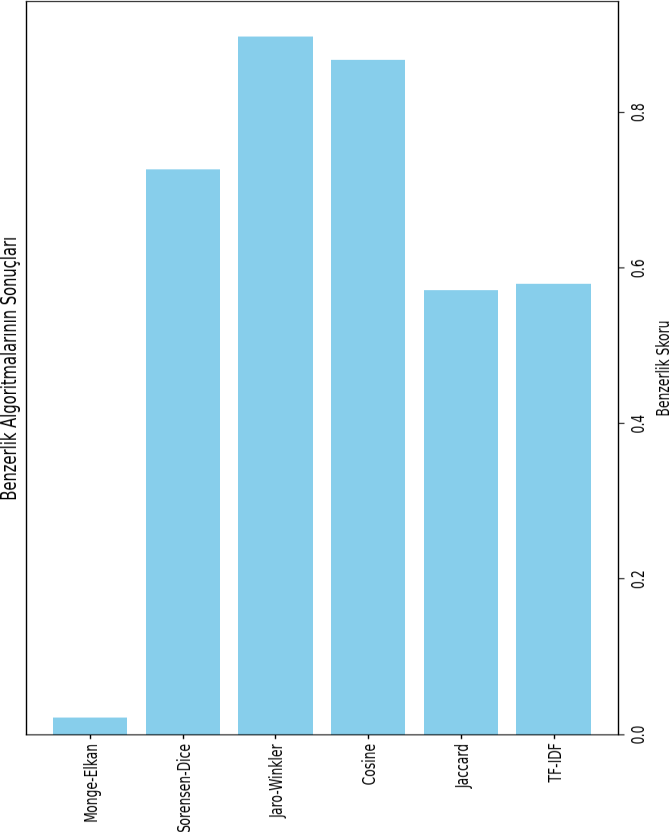 Benzerlik Algoritmalarının Sonuçları
Monge-Elkan
Sorensen-Dice
Jaro-Winkler
Cosine
Jaccard
TF-IDF
0.0
0.2
0.4
0.6
0.8
Benzerlik Skoru